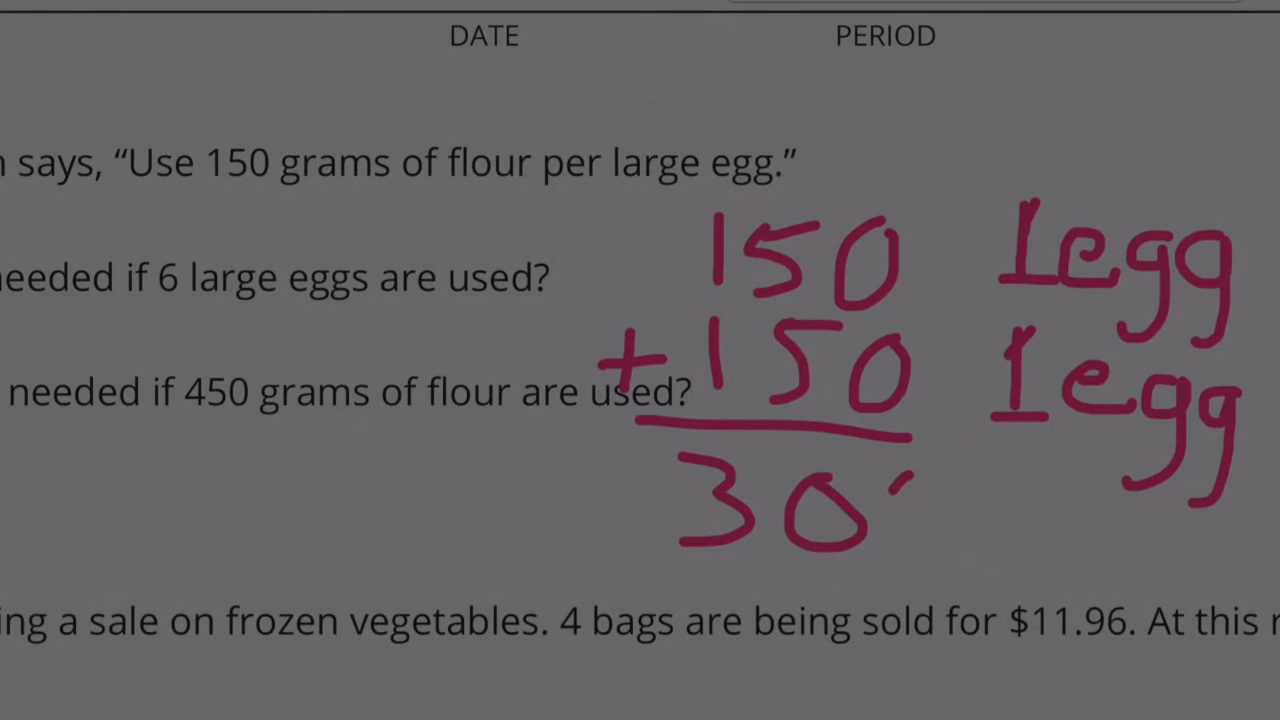 DATE PERIOD
says, “Use 150 grams of flour per large egg.”
150 1egg
needed if 6 large eggs are used?
+150 1egg
needed if 450 grams of flour are used?
30
ing a sale on frozen vegetables. 4 bags are being sold for $11.96. At this